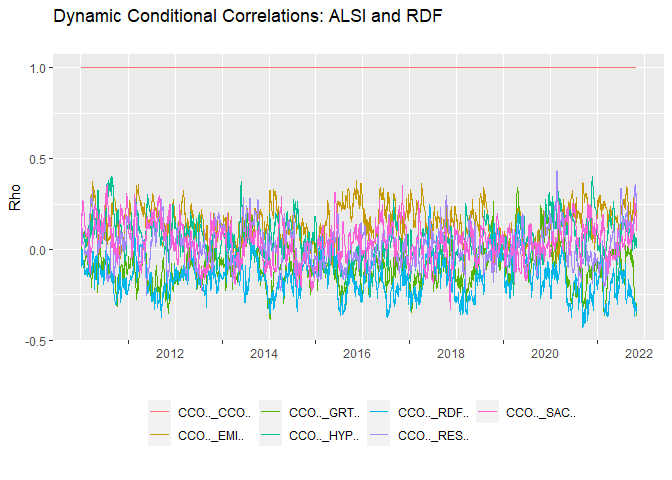 Dynamic Conditional Correlations: ALSI and RDF
1.0
0.5
0.0
-0.5
Rho
2012 2014 2016 2018 2020 2022
CCO.._CCO.. CCO.._GRT.. CCO.._RDF.. CCO.._SAC..
CCO.._EMI.. CCO.._HYP.. CCO.._RES..